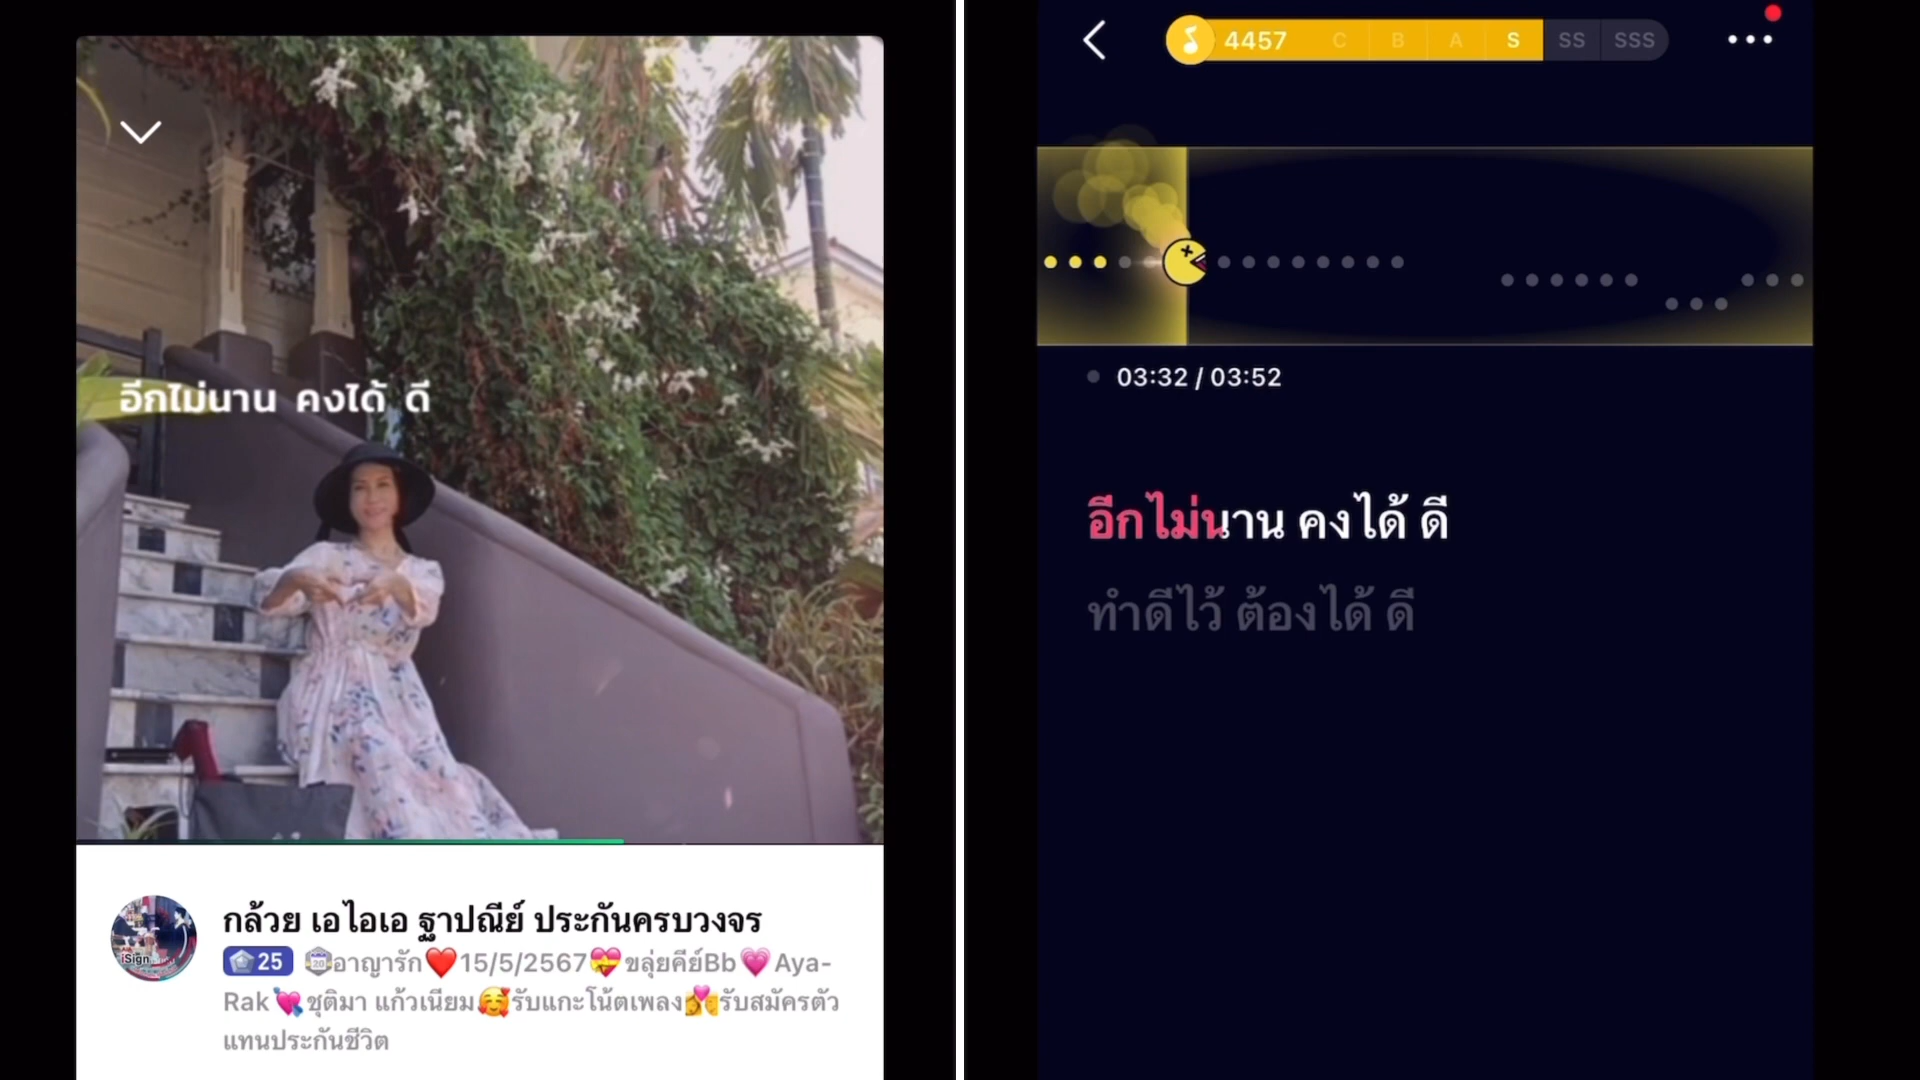 อีกไม่นาน คงได้ ดี
กล้วย เอไอเอ ฐาปณีย์ ประกันครบวงจร
25 20 อาญารัก❤️15/5/2567💝ขลุ่ยคีย์Bb💗Aya-
Rak💘ชุติมา แก้วเนียม🥰รับแกะโน้ตเพลง💏รับสมัครตัว
แทนประกันชีวิต
iSign
4457 C B A S SS SSS
03:32 / 03:52
อีกไม่นาน คงได้ ดี
ทำดีไว้ ต้องได้ ดี